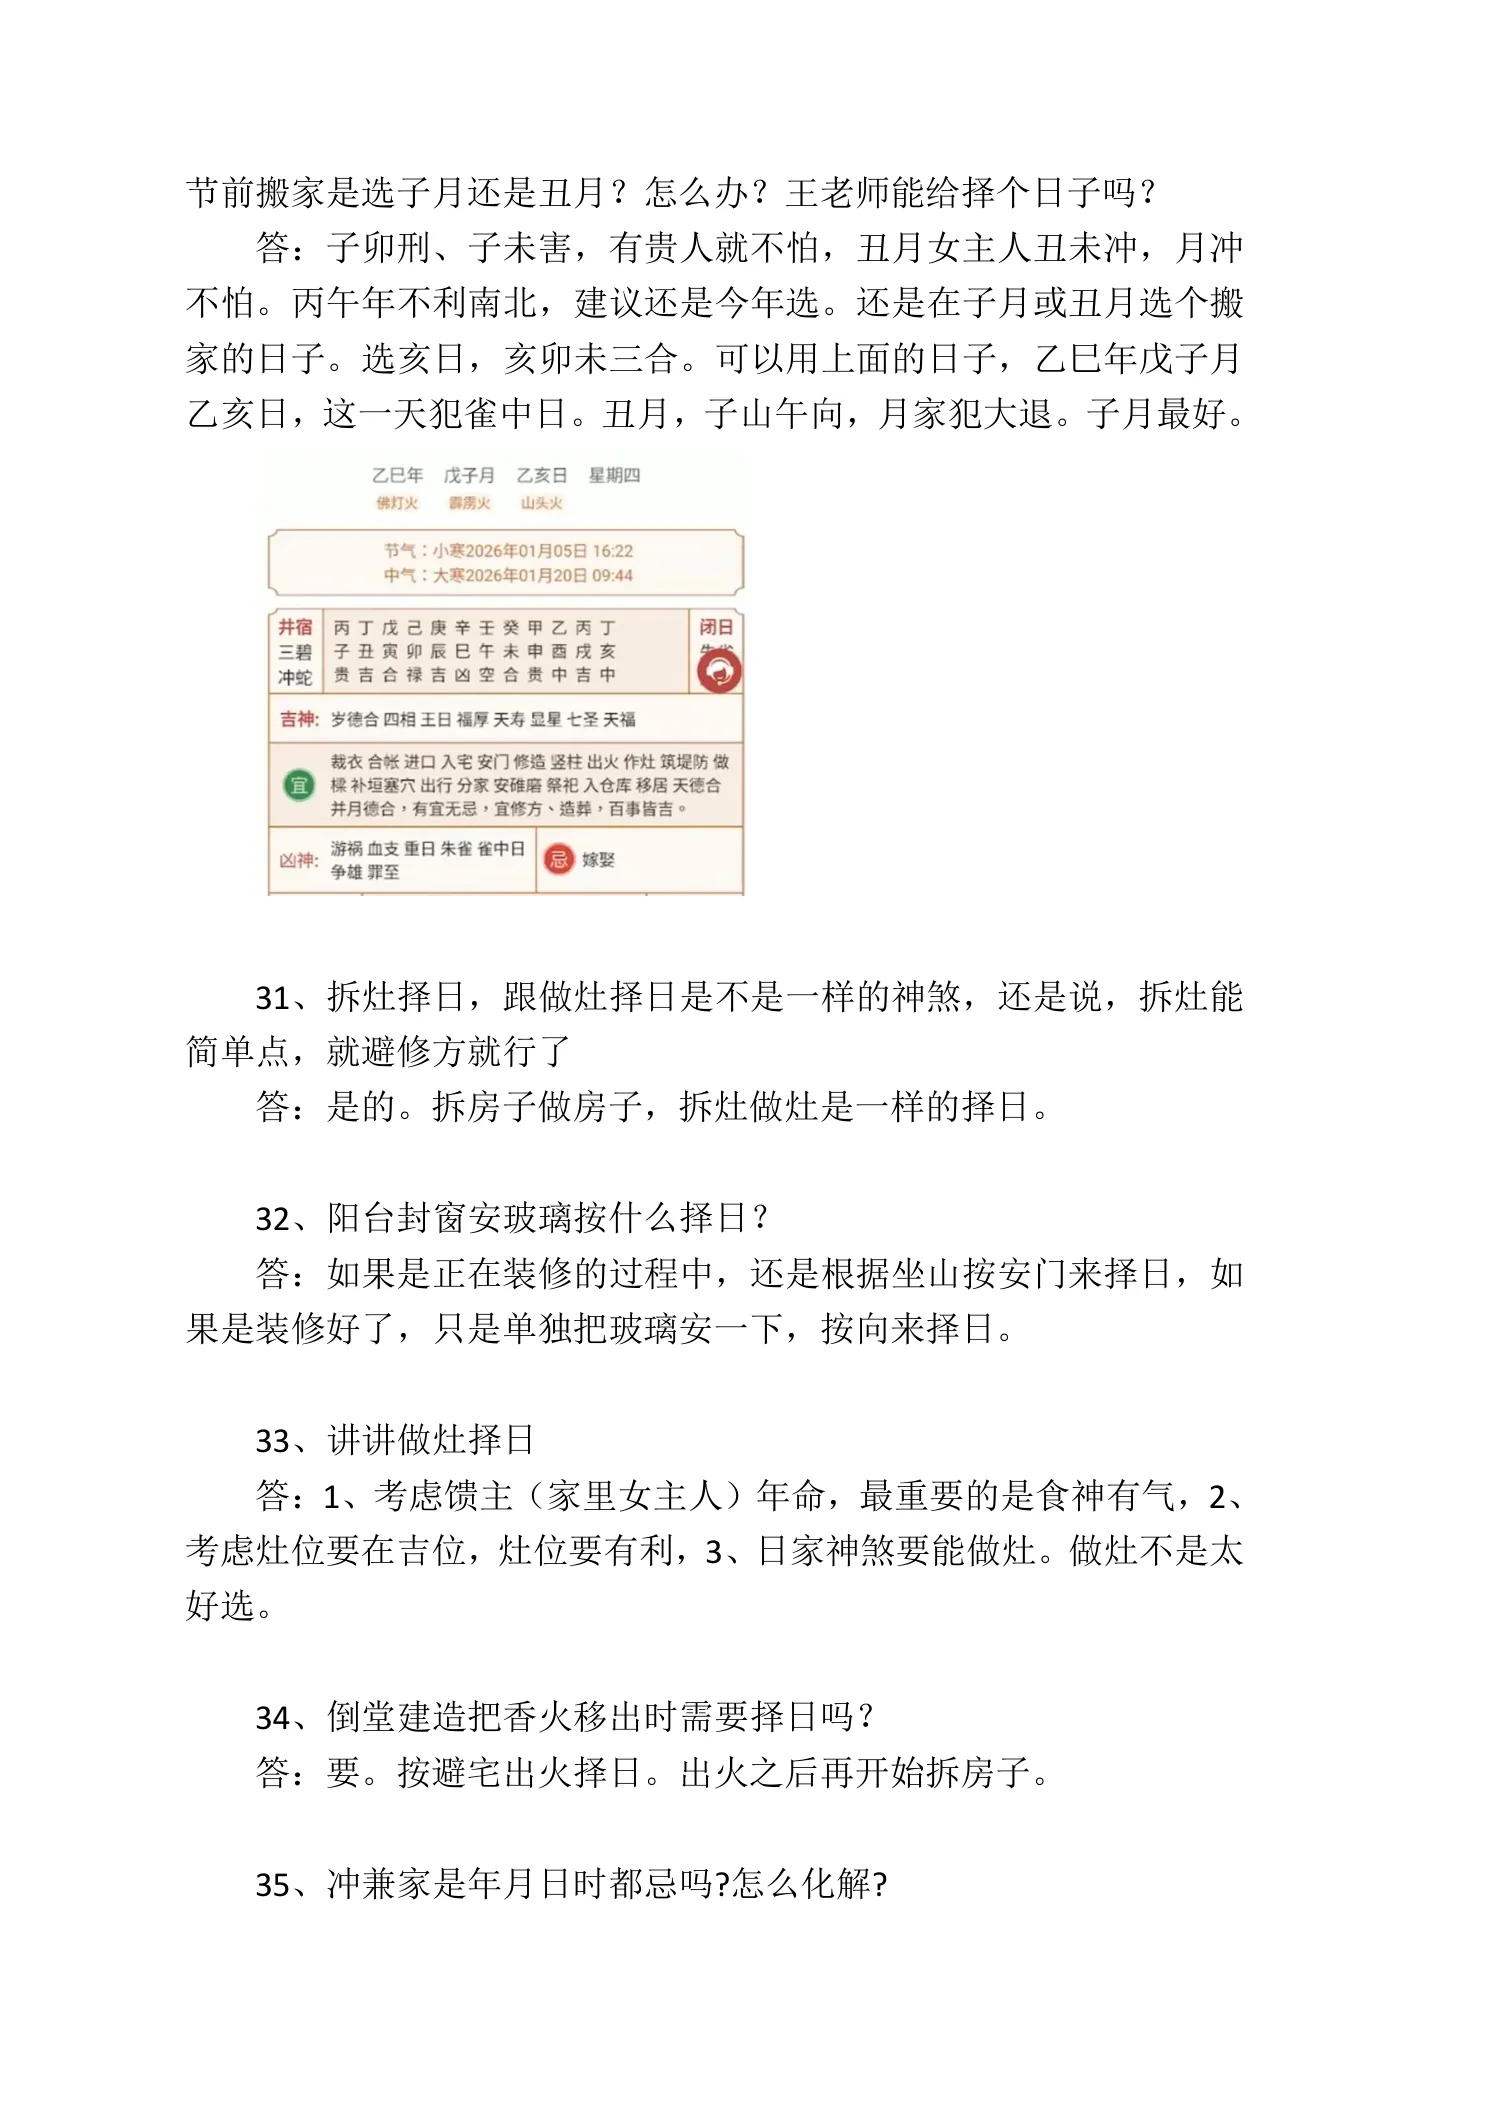 节前搬家是选子月还是丑月？怎么办？王老师能给择个日子吗？
答：子卯刑、子未害，有贵人就不怕，丑月女主人丑未冲，月冲
不怕。丙午年不利南北，建议还是今年选。还是在子月或丑月选个搬
家的日子。选亥日，亥卯未三合。可以用上面的日子，乙巳年戊子月
乙亥日，这一天犯雀中日。丑月，子山午向，月家犯大退。子月最好。
乙巳年 戊子月 乙亥日 星期四
佛灯火 霹雳火 山头火
节气：小寒2026年01月05日 16:22
中气：大寒2026年01月20日 09:44
井宿 丙 丁 戊 己 庚 辛 壬 癸 甲 乙 丙 丁 闭日
三碧 子 丑 寅 卯 辰 巳 午 未 申 酉 戌 亥
冲蛇 贵 吉 合 禄 吉 凶 空 合 贵 中 吉 中
吉神: 岁德合 四相 王日 福厚 天寿 显星 七圣 天福
裁衣 合帐 进口 入宅 安门 修造 竖柱 出火 作灶 筑堤防 做
宜 樑 补垣塞穴 出行 分家 安碓磨 祭祀 入仓库 移居 天德合
并月德合，有宜无忌，宜修方、造葬，百事皆吉。
凶神: 游祸 血支 重日 朱雀 雀中日 忌 嫁娶
争雄 罪至
31、拆灶择日，跟做灶择日是不是一样的神煞，还是说，拆灶能
简单点，就避修方就行了
答：是的。拆房子做房子，拆灶做灶是一样的择日。
32、阳台封窗安玻璃按什么择日？
答：如果是正在装修的过程中，还是根据坐山按安门来择日，如
果是装修好了，只是单独把玻璃安一下，按向来择日。
33、讲讲做灶择日
答：1、考虑馈主（家里女主人）年命，最重要的是食神有气，2、
考虑灶位要在吉位，灶位要有利，3、日家神煞要能做灶。做灶不是太
好选。
34、倒堂建造把香火移出时需要择日吗？
答：要。按避宅出火择日。出火之后再开始拆房子。
35、冲兼家是年月日时都忌吗?怎么化解?